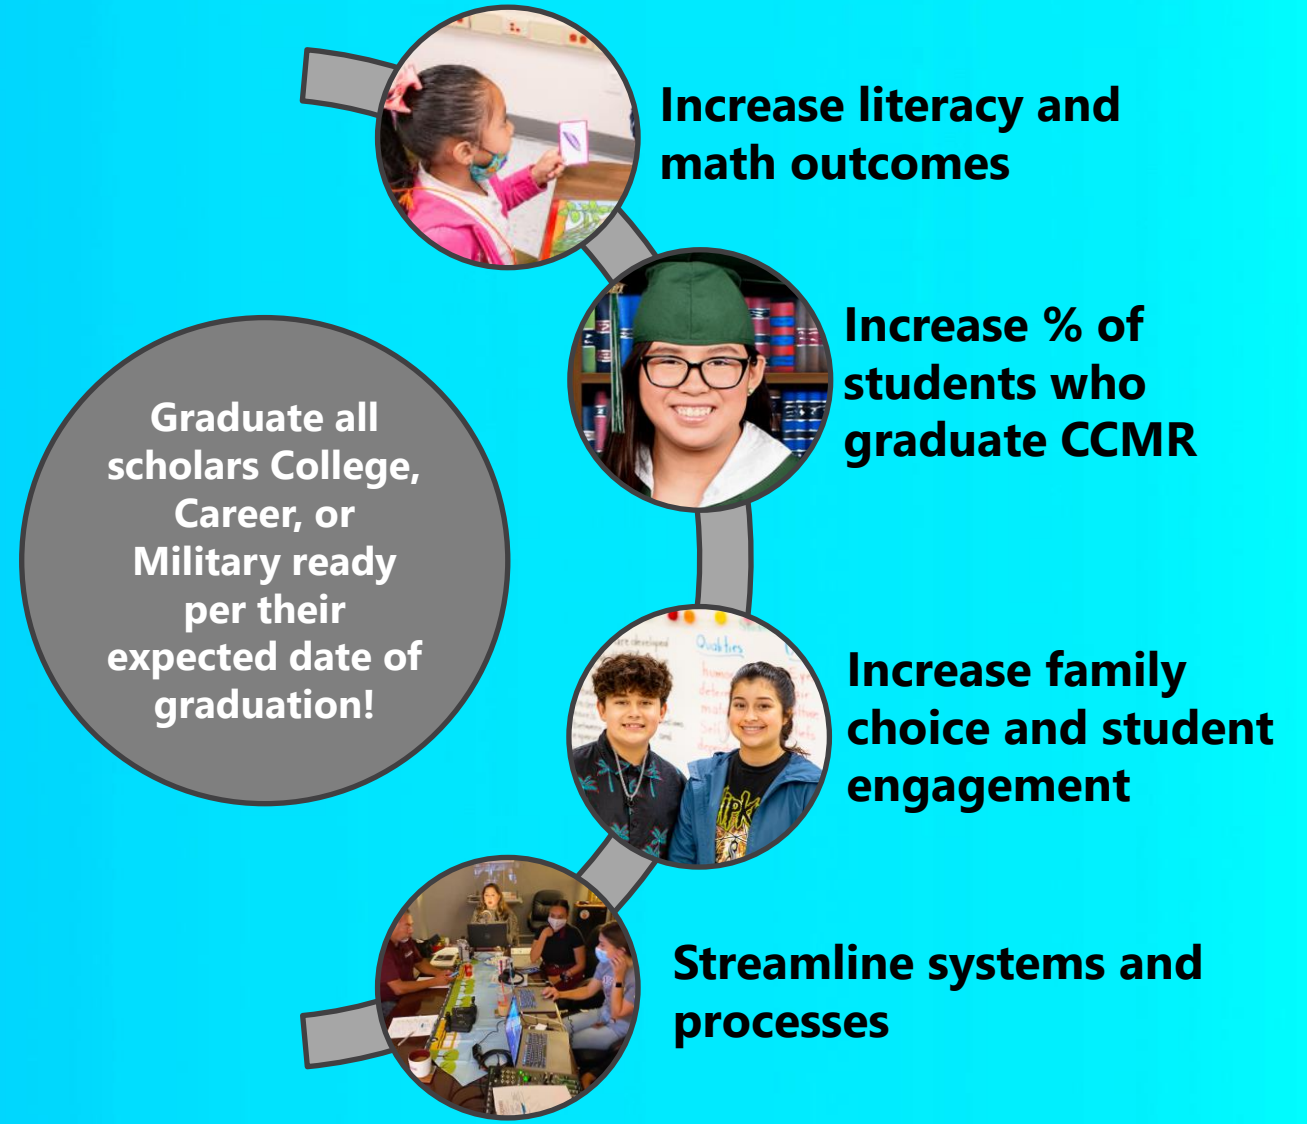 Graduate all
scholars College,
Career, or
Military ready
per their
expected date of
graduation!
Increase literacy and
math outcomes
Increase % of
students who
graduate CCMR
Increase family
choice and student
engagement
Qualities
Streamline systems and
processes